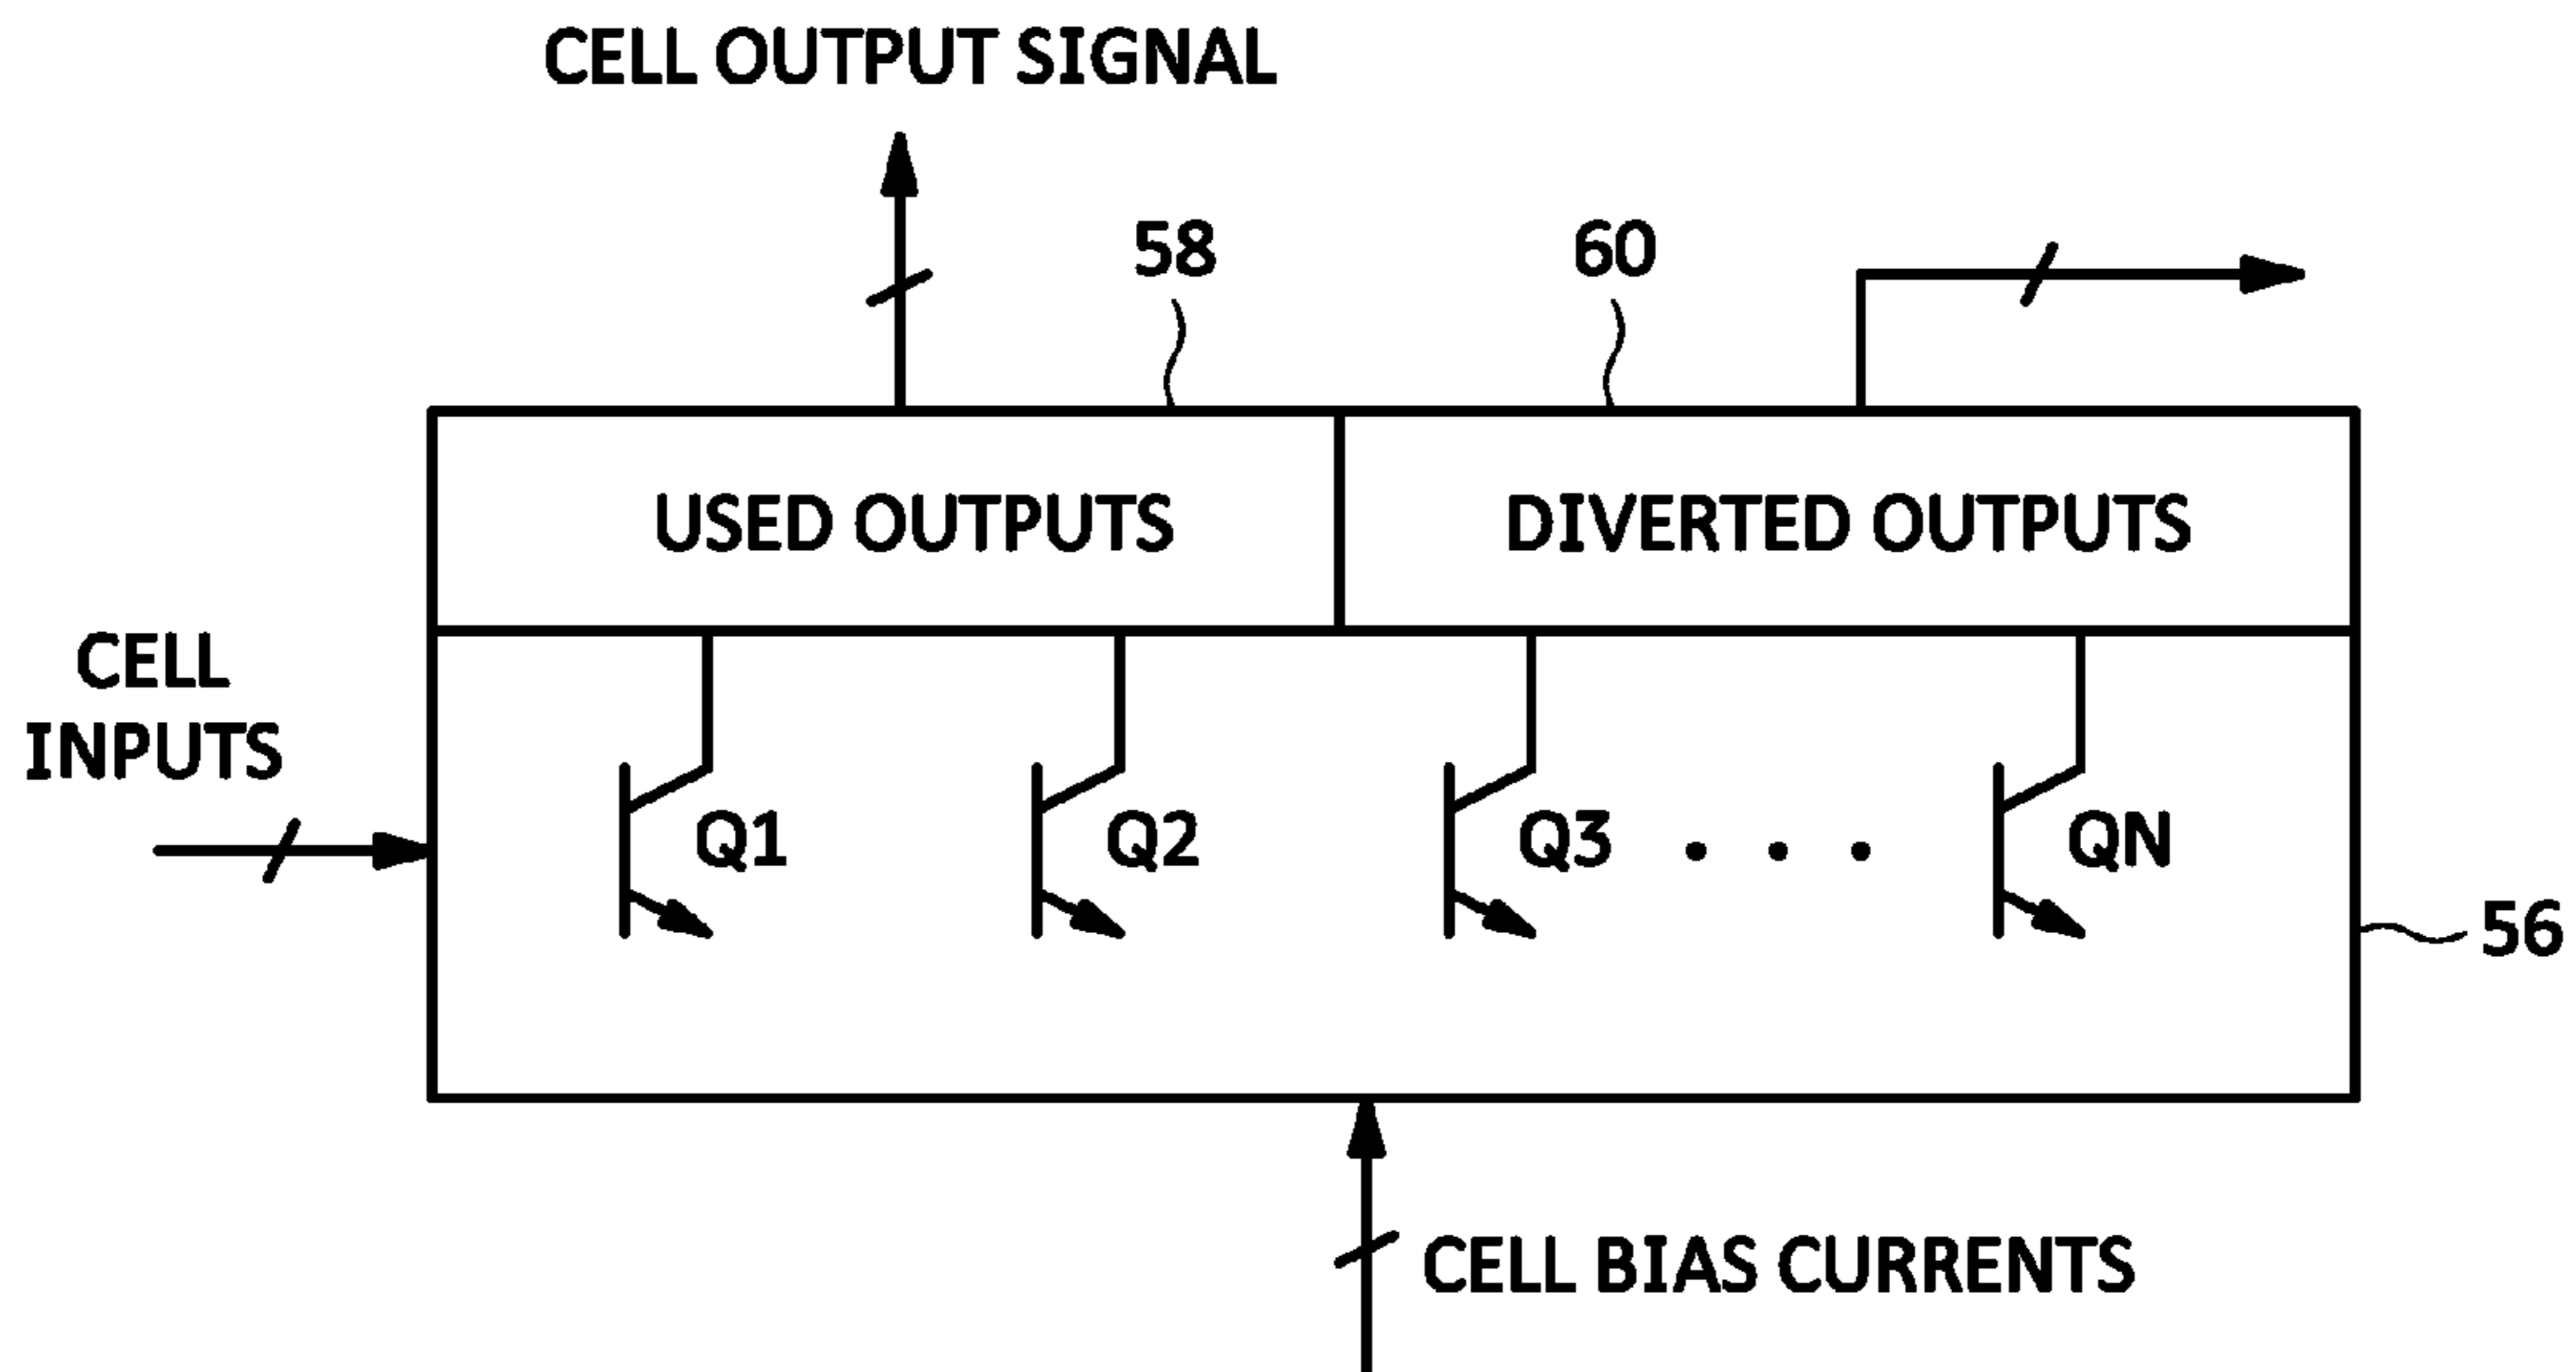 CELL OUTPUT SIGNAL
58
60
USED OUTPUTS
DIVERTED OUTPUTS
CELL
INPUTS
Q1
Q2
Q3 . . .
QN
56
CELL BIAS CURRENTS